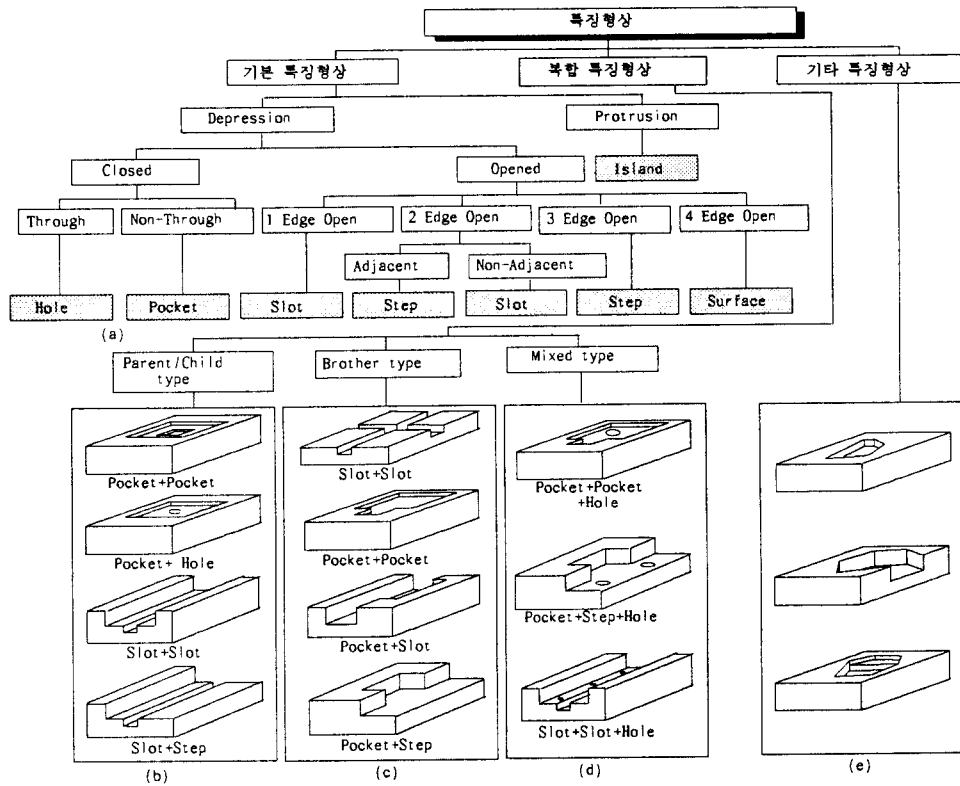 특징형상
기본 특징형상
복합 특징형상
기타 특징형상
Depression
Protrusion
Closed
Opened
Island
Through
Non-Through
1 Edge Open
2 Edge Open
3 Edge Open
4 Edge Open
Adjacent
Non-Adjacent
Hole
Pocket
Slot
Step
Slot
Step
Surface
(a)
Parent/Child
type
Brother type
Mixed type
Pocket+Pocket
Pocket+ Hole
Slot+Slot
Slot+Step
(b)
Slot+Slot
Pocket+Pocket
Pocket+Slot
Pocket+Step
(c)
Pocket+Pocket
+Hole
Pocket+Step+Hole
Slot+Slot+Hole
(d)
(e)